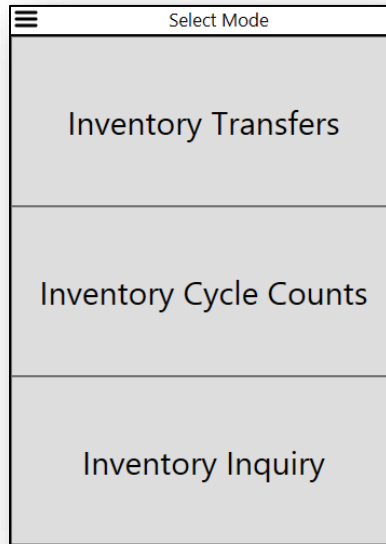 Select Mode
Inventory Transfers
Inventory Cycle Counts
Inventory Inquiry